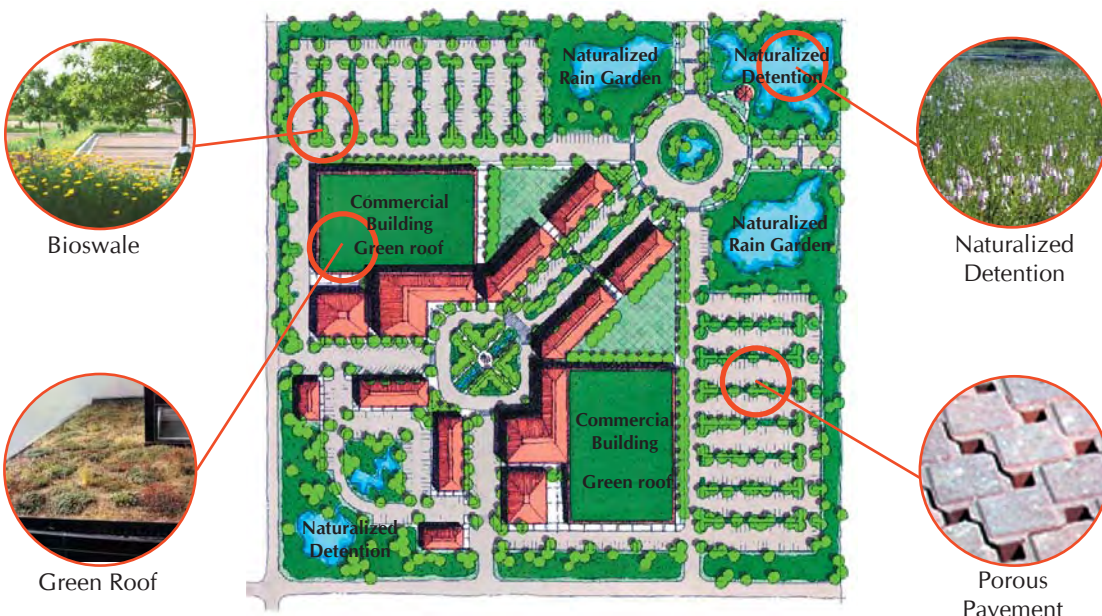 Naturalized
Rain Garden
Naturalized
Detention
Bioswale
Commercial
Building
Green roof
Naturalized
Rain Garden
Naturalized
Detention
Commercial
Building
Green roof
Naturalized
Detention
Green Roof
Porous
Pavement